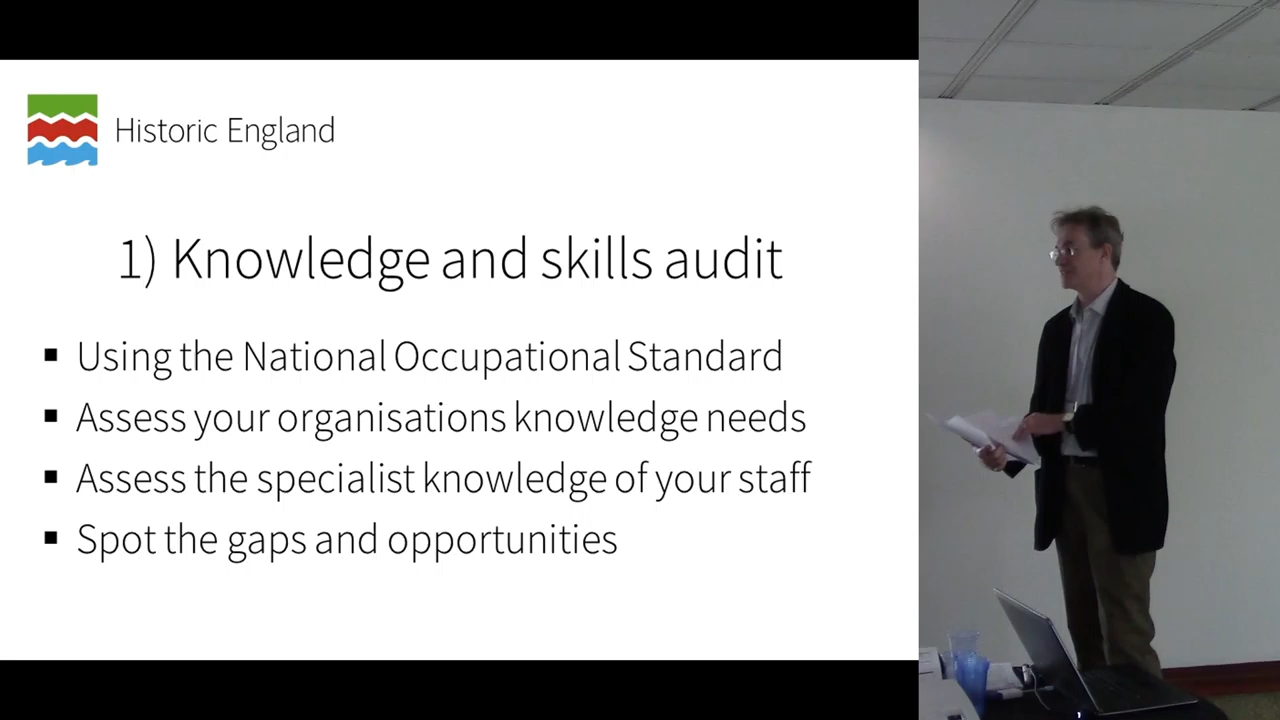 Historic England
1) Knowledge and skills audit
▪ Using the National Occupational Standard
▪ Assess your organisations knowledge needs
▪ Assess the specialist knowledge of your staff
▪ Spot the gaps and opportunities